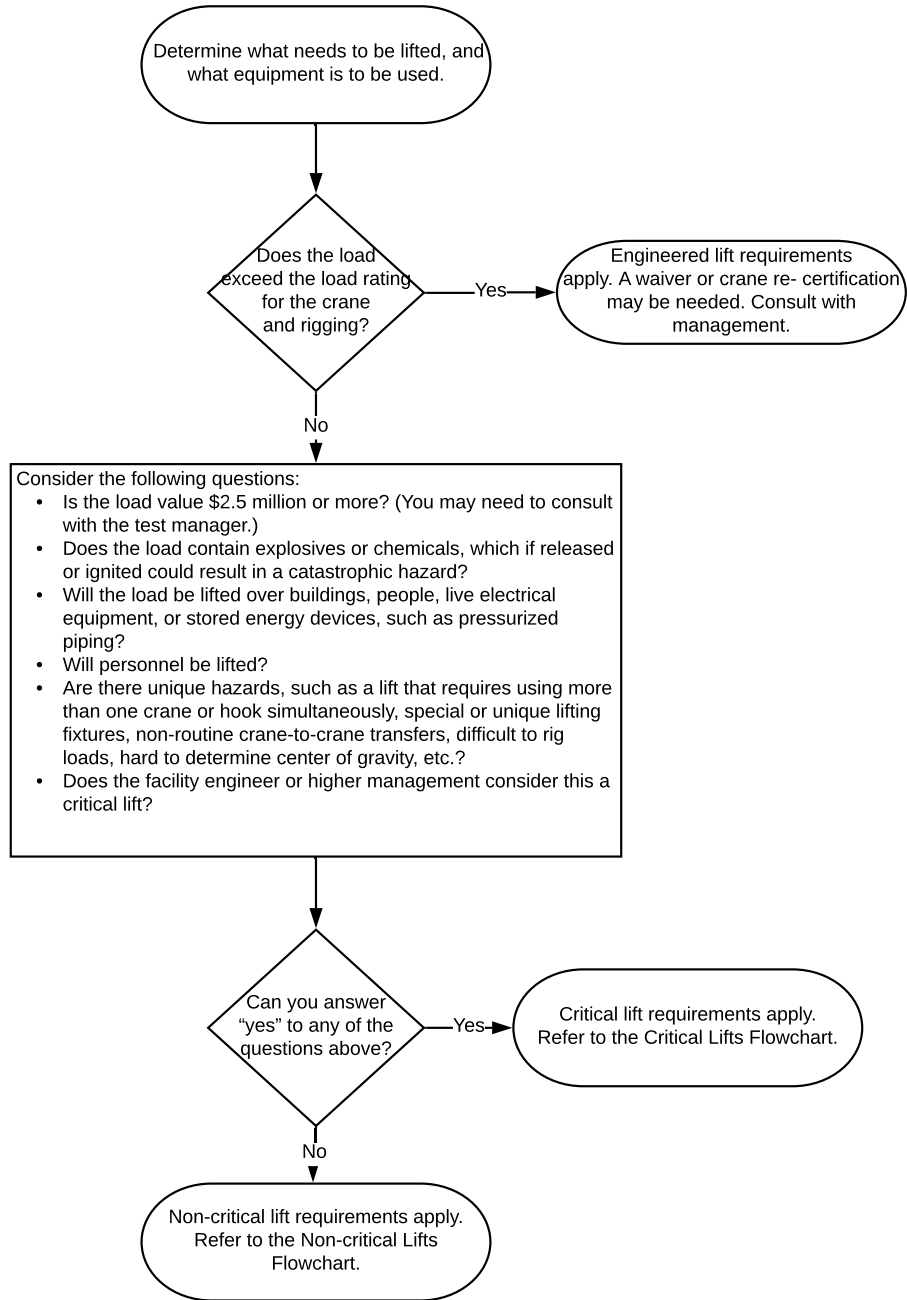 Determine what needs to be lifted, and
what equipment is to be used.
Does the load
exceed the load rating
for the crane
and rigging?
Yes
Engineered lift requirements
apply. A waiver or crane re- certification
may be needed. Consult with
management.
No
Consider the following questions:
• Is the load value $2.5 million or more? (You may need to consult
with the test manager.)
• Does the load contain explosives or chemicals, which if released
or ignited could result in a catastrophic hazard?
• Will the load be lifted over buildings, people, live electrical
equipment, or stored energy devices, such as pressurized
piping?
• Will personnel be lifted?
• Are there unique hazards, such as a lift that requires using more
than one crane or hook simultaneously, special or unique lifting
fixtures, non-routine crane-to-crane transfers, difficult to rig
loads, hard to determine center of gravity, etc.?
• Does the facility engineer or higher management consider this a
critical lift?
Can you answer
“yes” to any of the
questions above?
Yes
Critical lift requirements apply.
Refer to the Critical Lifts Flowchart.
No
Non-critical lift requirements apply.
Refer to the Non-critical Lifts
Flowchart.